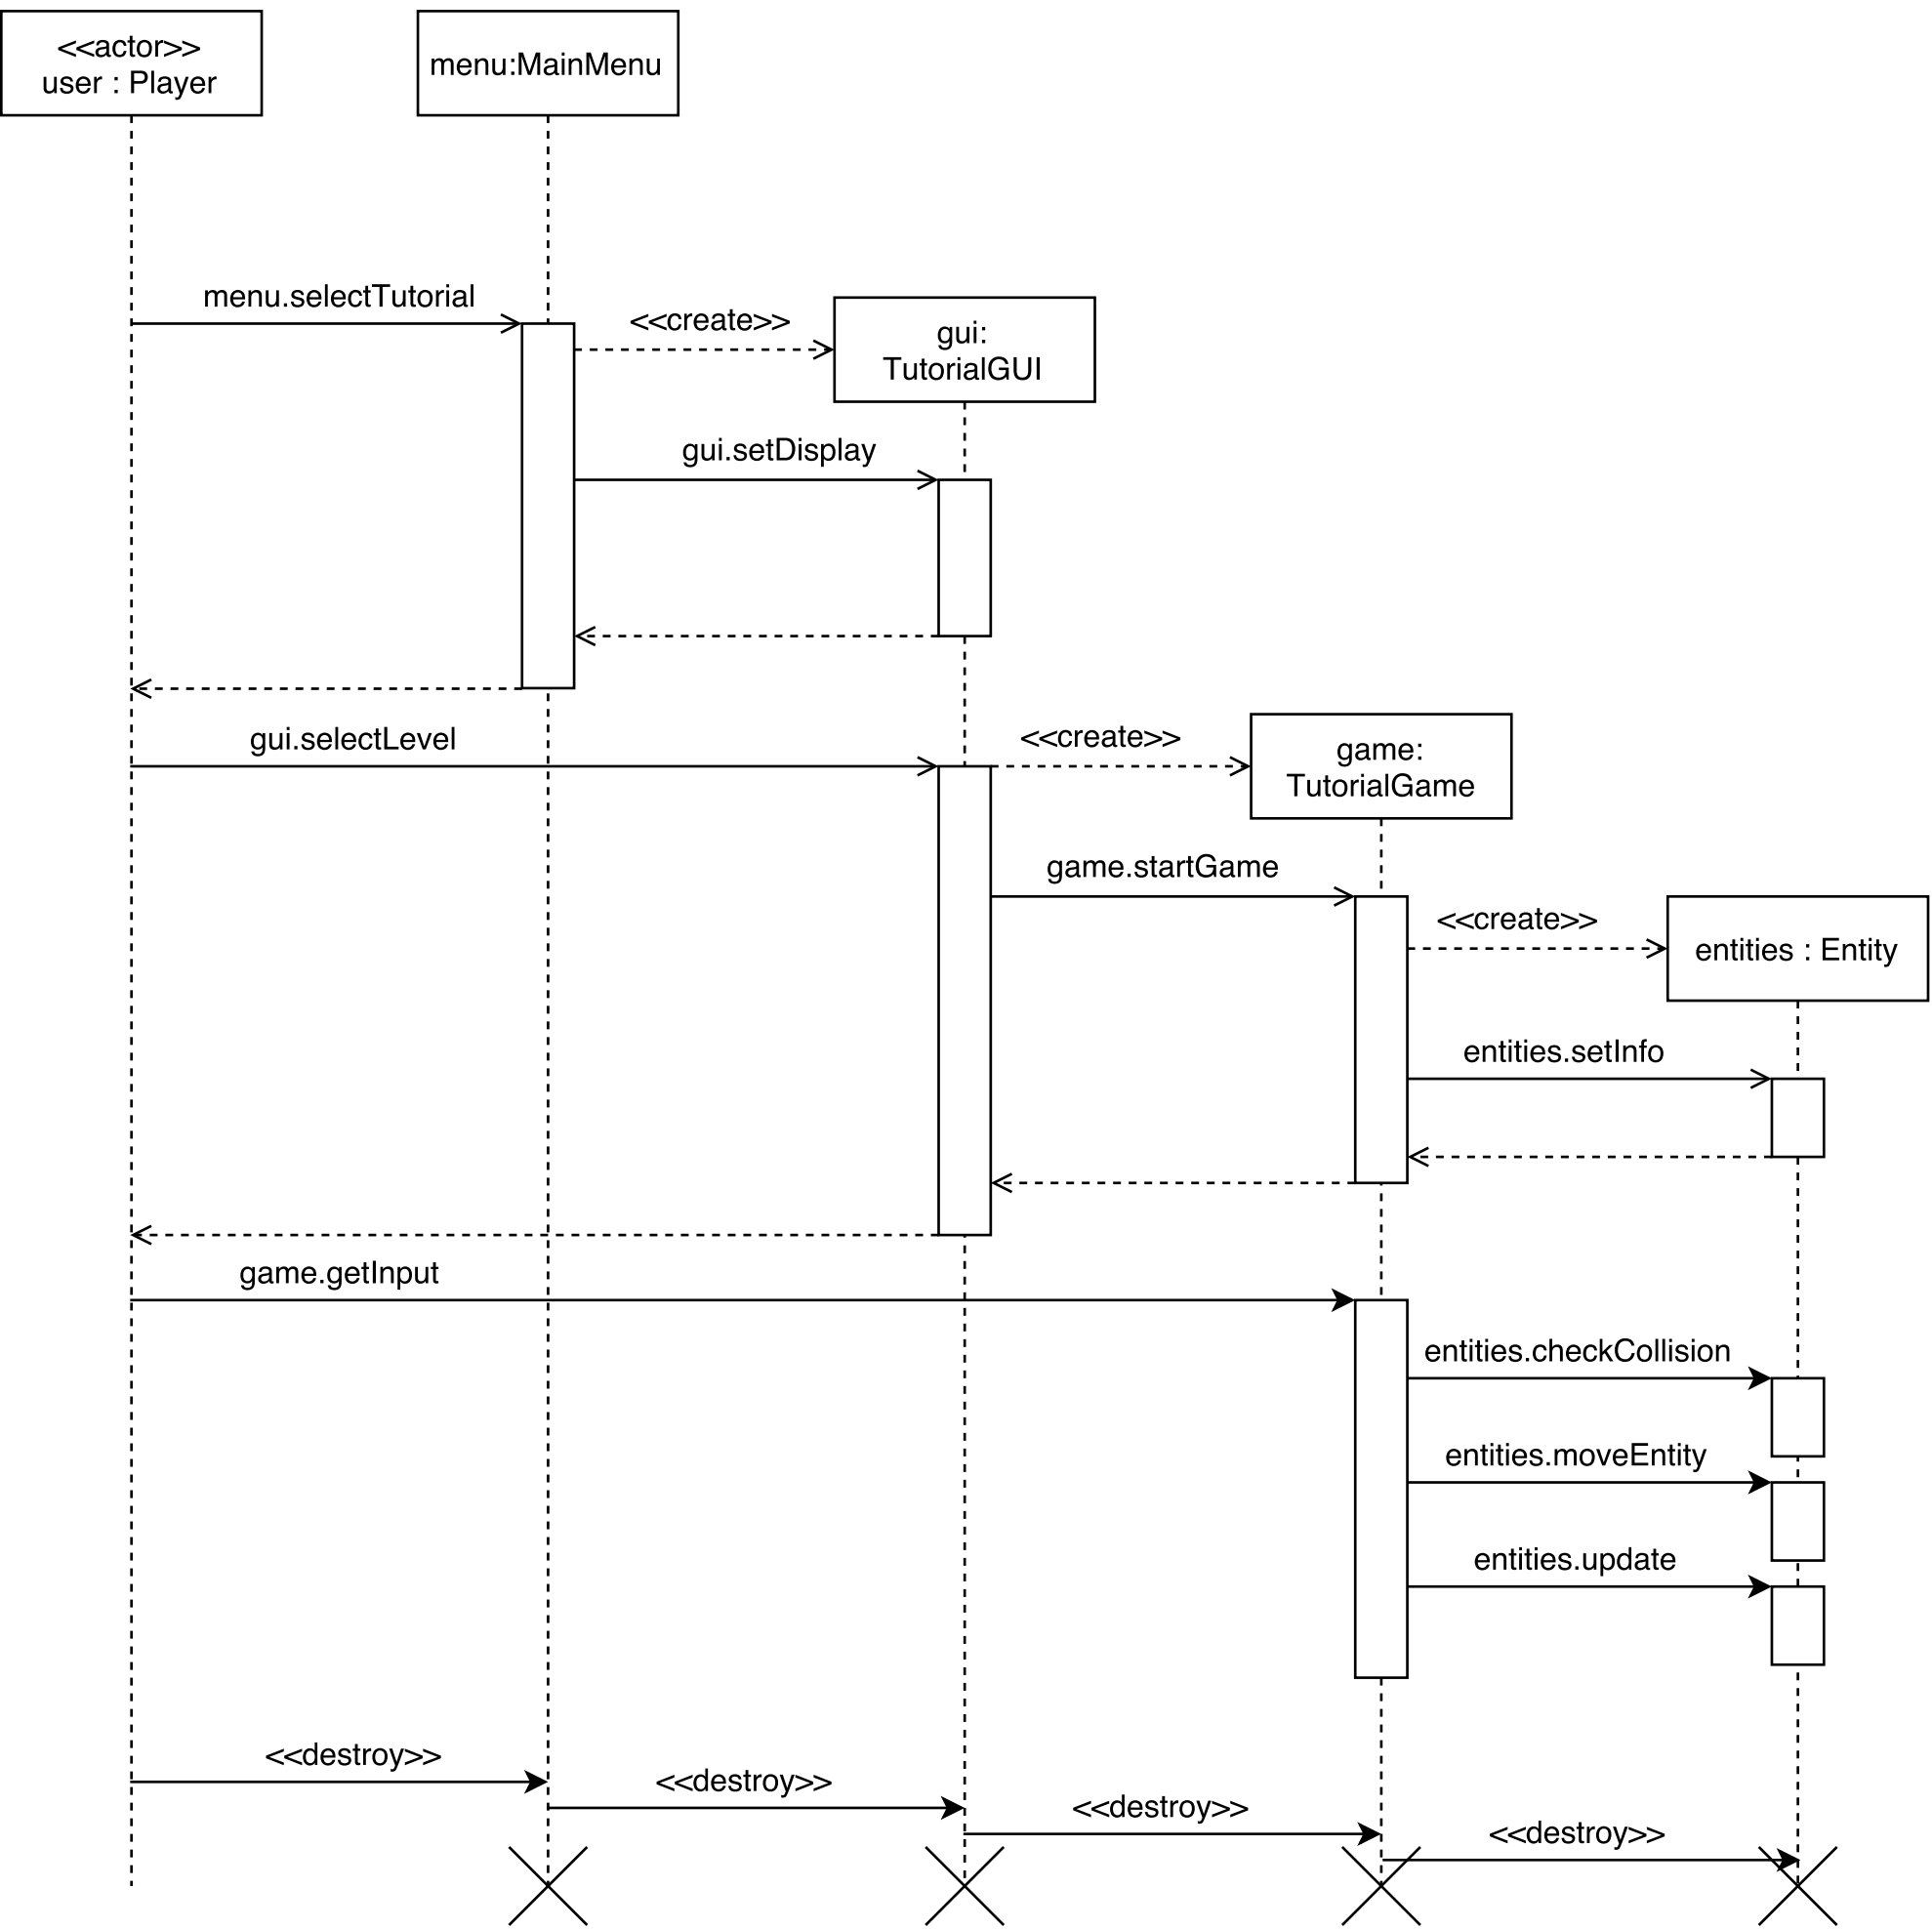 <<actor>>
user : Player
menu:MainMenu
menu.selectTutorial
<<create>>
gui:
TutorialGUI
gui.setDisplay
gui.selectLevel
<<create>>
game:
TutorialGame
game.startGame
<<create>>
entities : Entity
entities.setInfo
game.getInput
entities.checkCollision
entities.moveEntity
entities.update
<<destroy>>
<<destroy>>
<<destroy>>
<<destroy>>